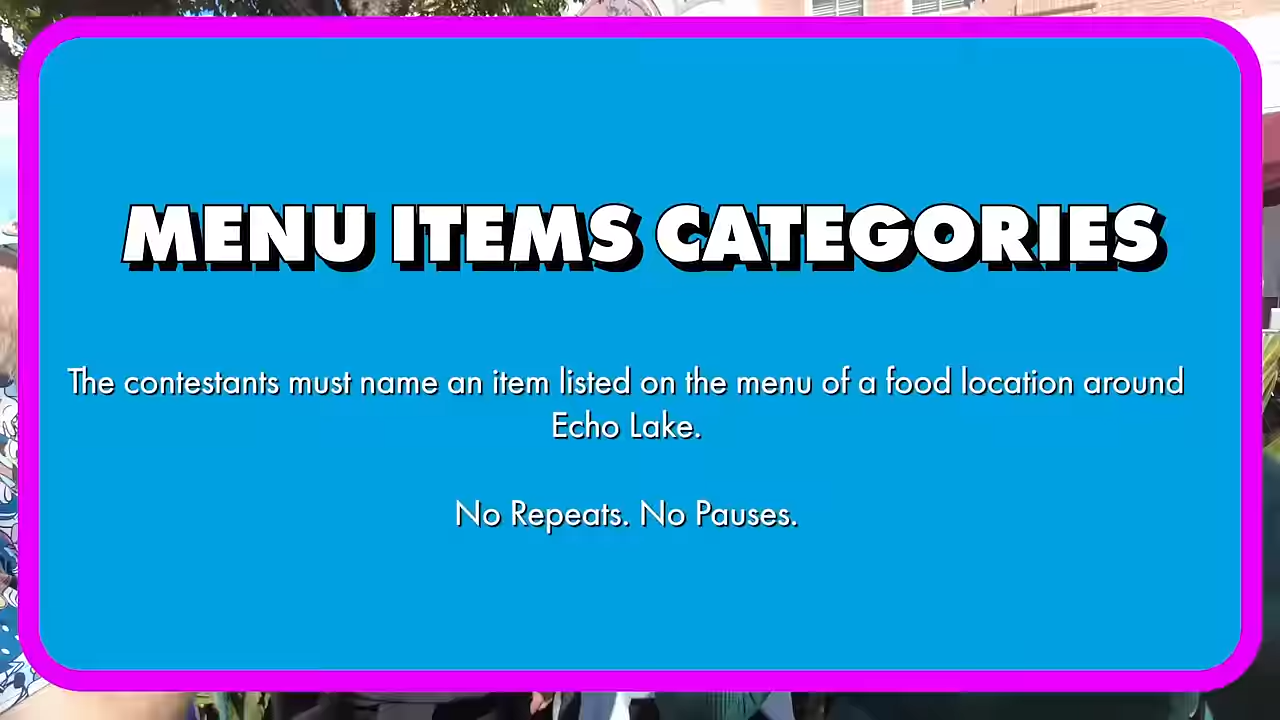 MENU ITEMS CATEGORIES
The contestants must name an item listed on the menu of a food location around
Echo Lake.
No Repeats. No Pauses.